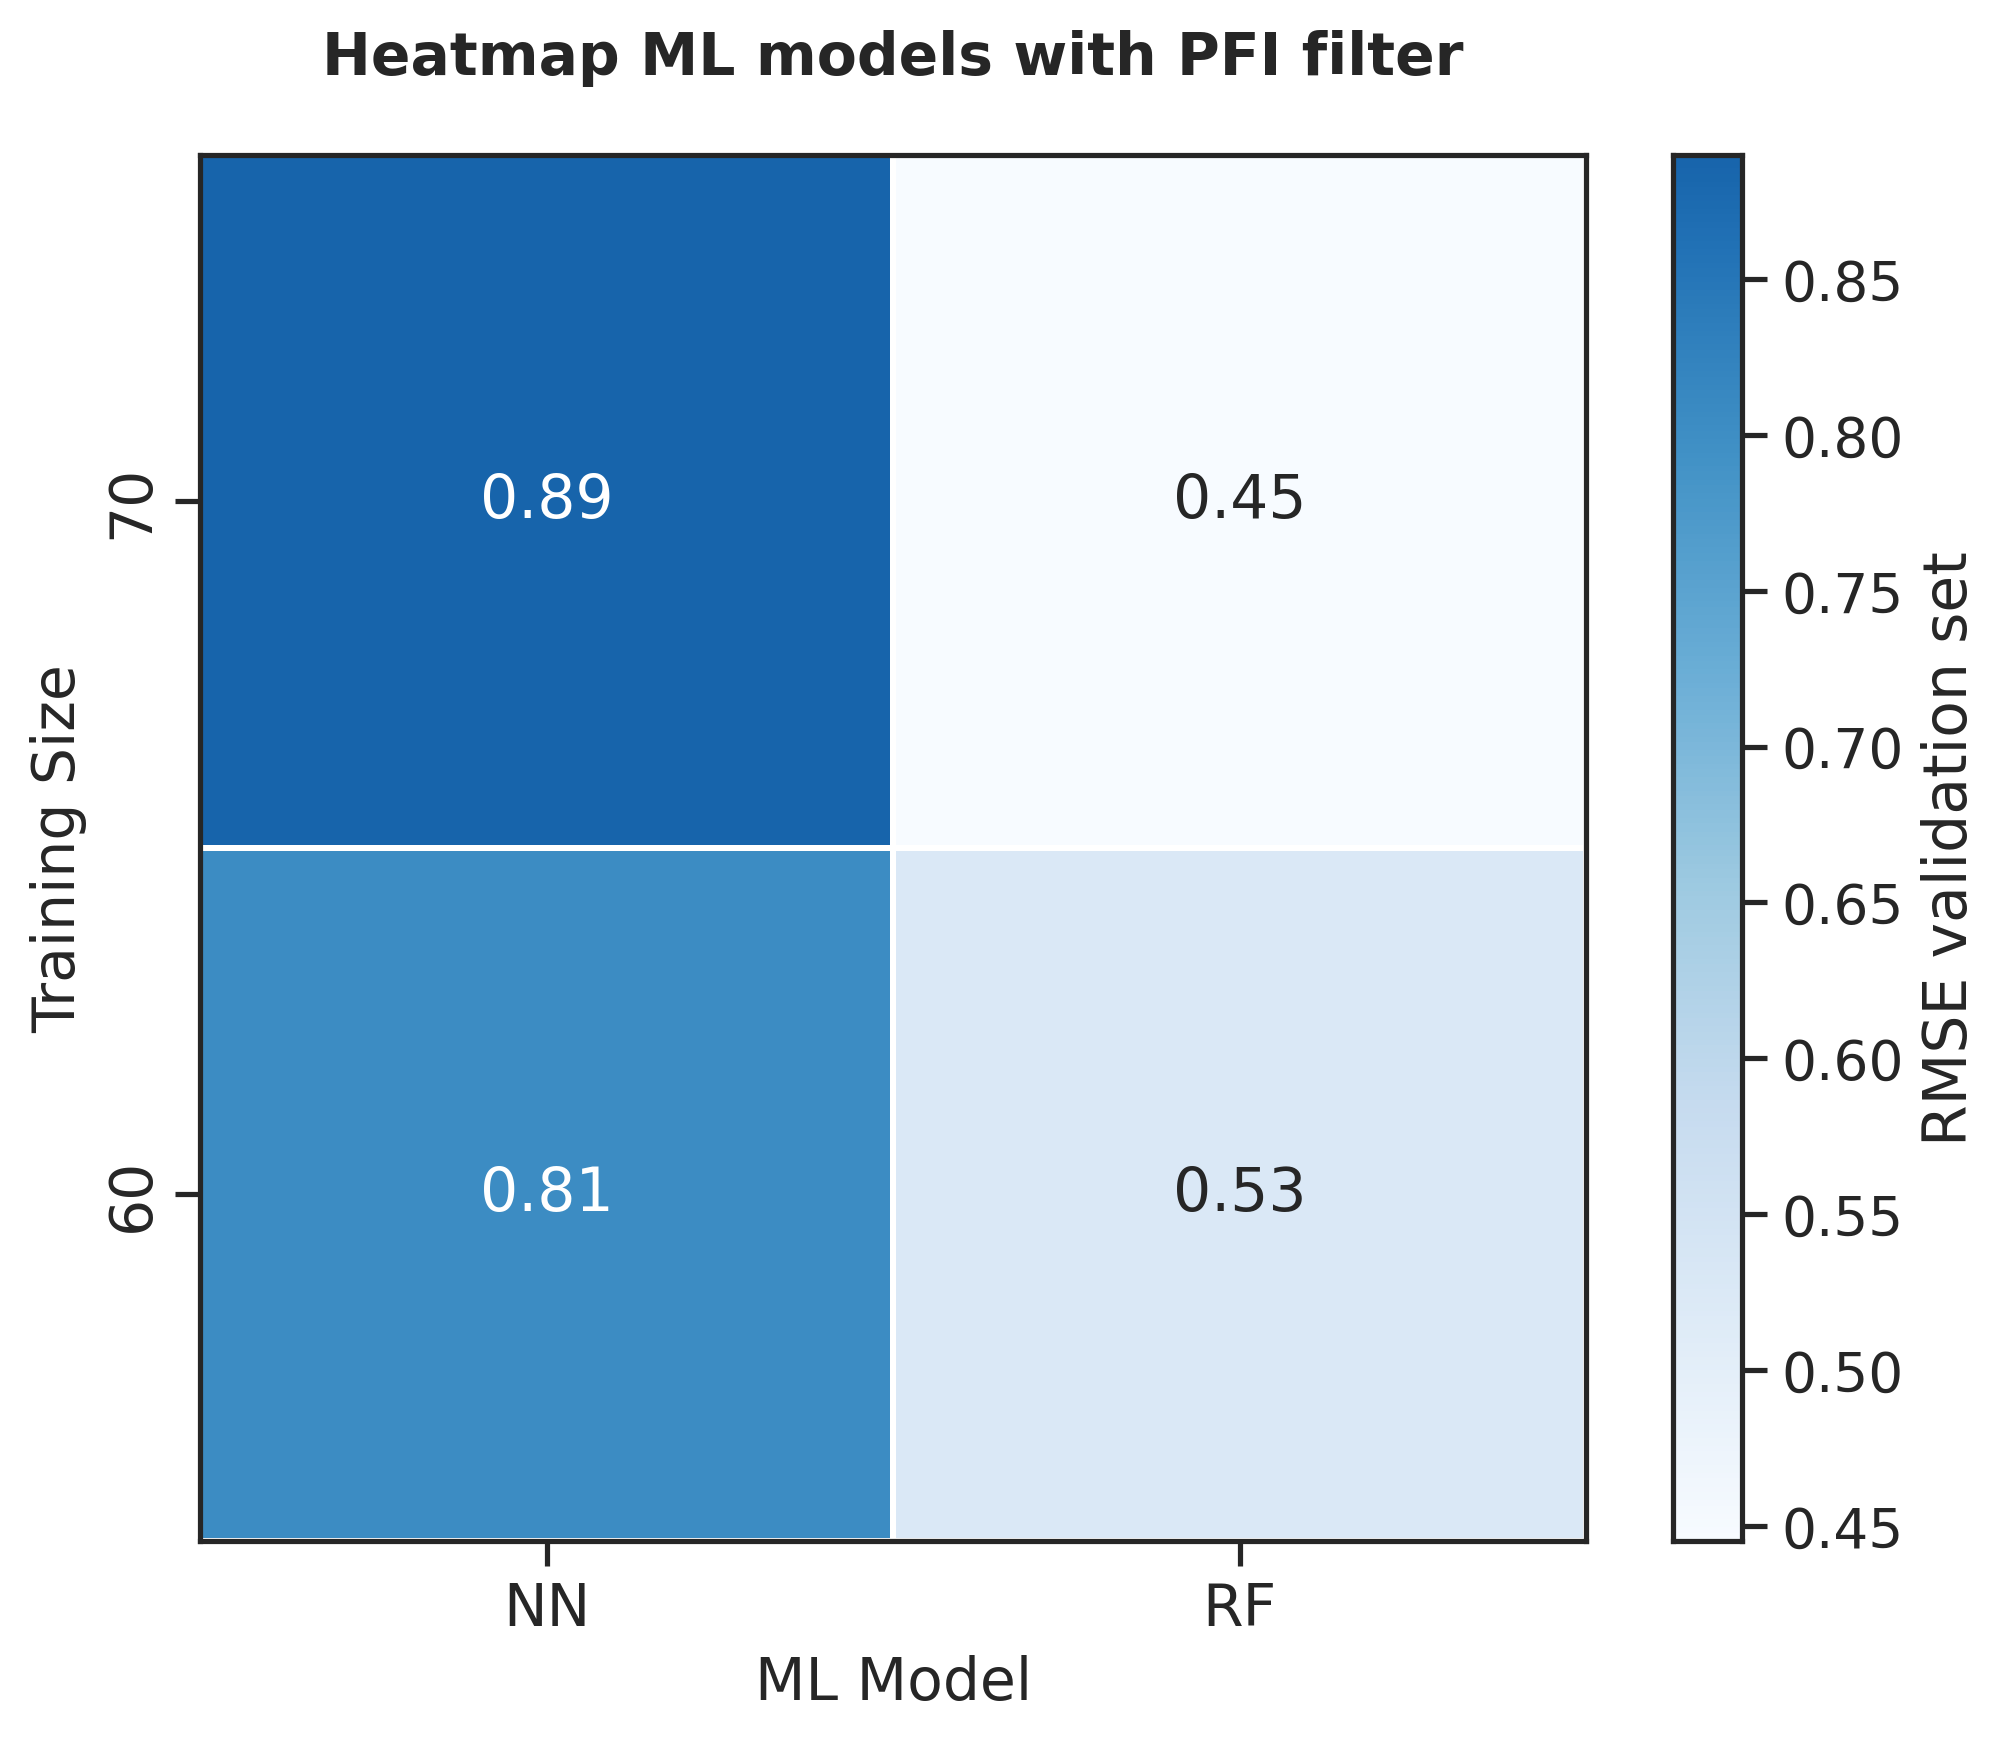 Heatmap ML models with PFI filter
Training Size
70
60
0.89
0.45
0.81
0.53
NN
RF
ML Model
0.85
0.80
0.75
0.70
0.65
0.60
0.55
0.50
0.45
RMSE validation set